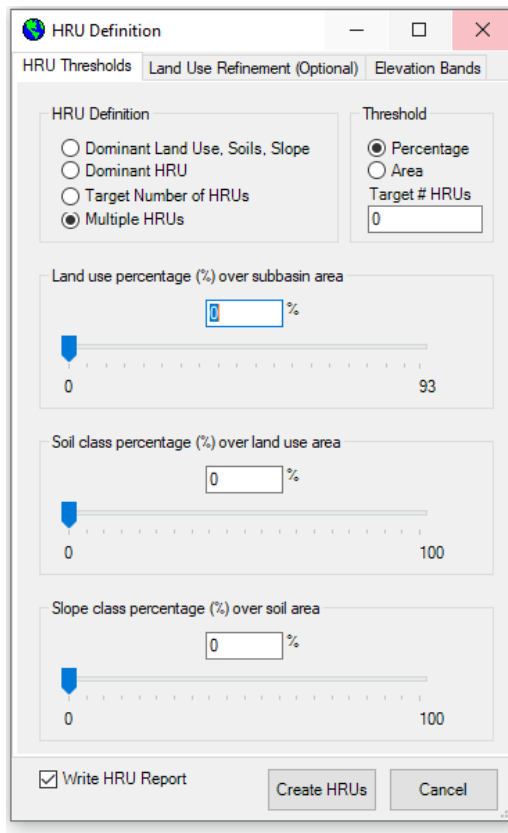 HRU Definition
HRU Thresholds
Land Use Refinement (Optional)
Elevation Bands
HRU Definition
Dominant Land Use, Soils, Slope
Dominant HRU
Target Number of HRUs
Multiple HRUs
Threshold
Percentage
Area
Target # HRUs
0
Land use percentage (%) over subbasin area
0 %
0 93
Soil class percentage (%) over land use area
0 %
0 100
Slope class percentage (%) over soil area
0 %
0 100
Write HRU Report
Create HRUs
Cancel